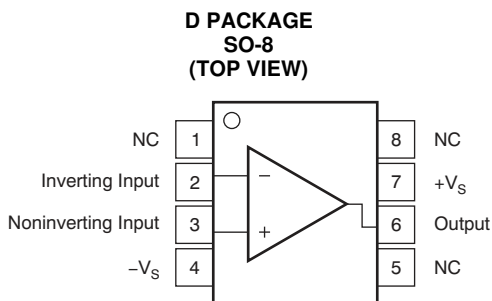 D PACKAGE
SO-8
(TOP VIEW)
NC 1 8 NC
Inverting Input 2 − 7 +VS
Noninverting Input 3 + 6 Output
−VS 4 5 NC